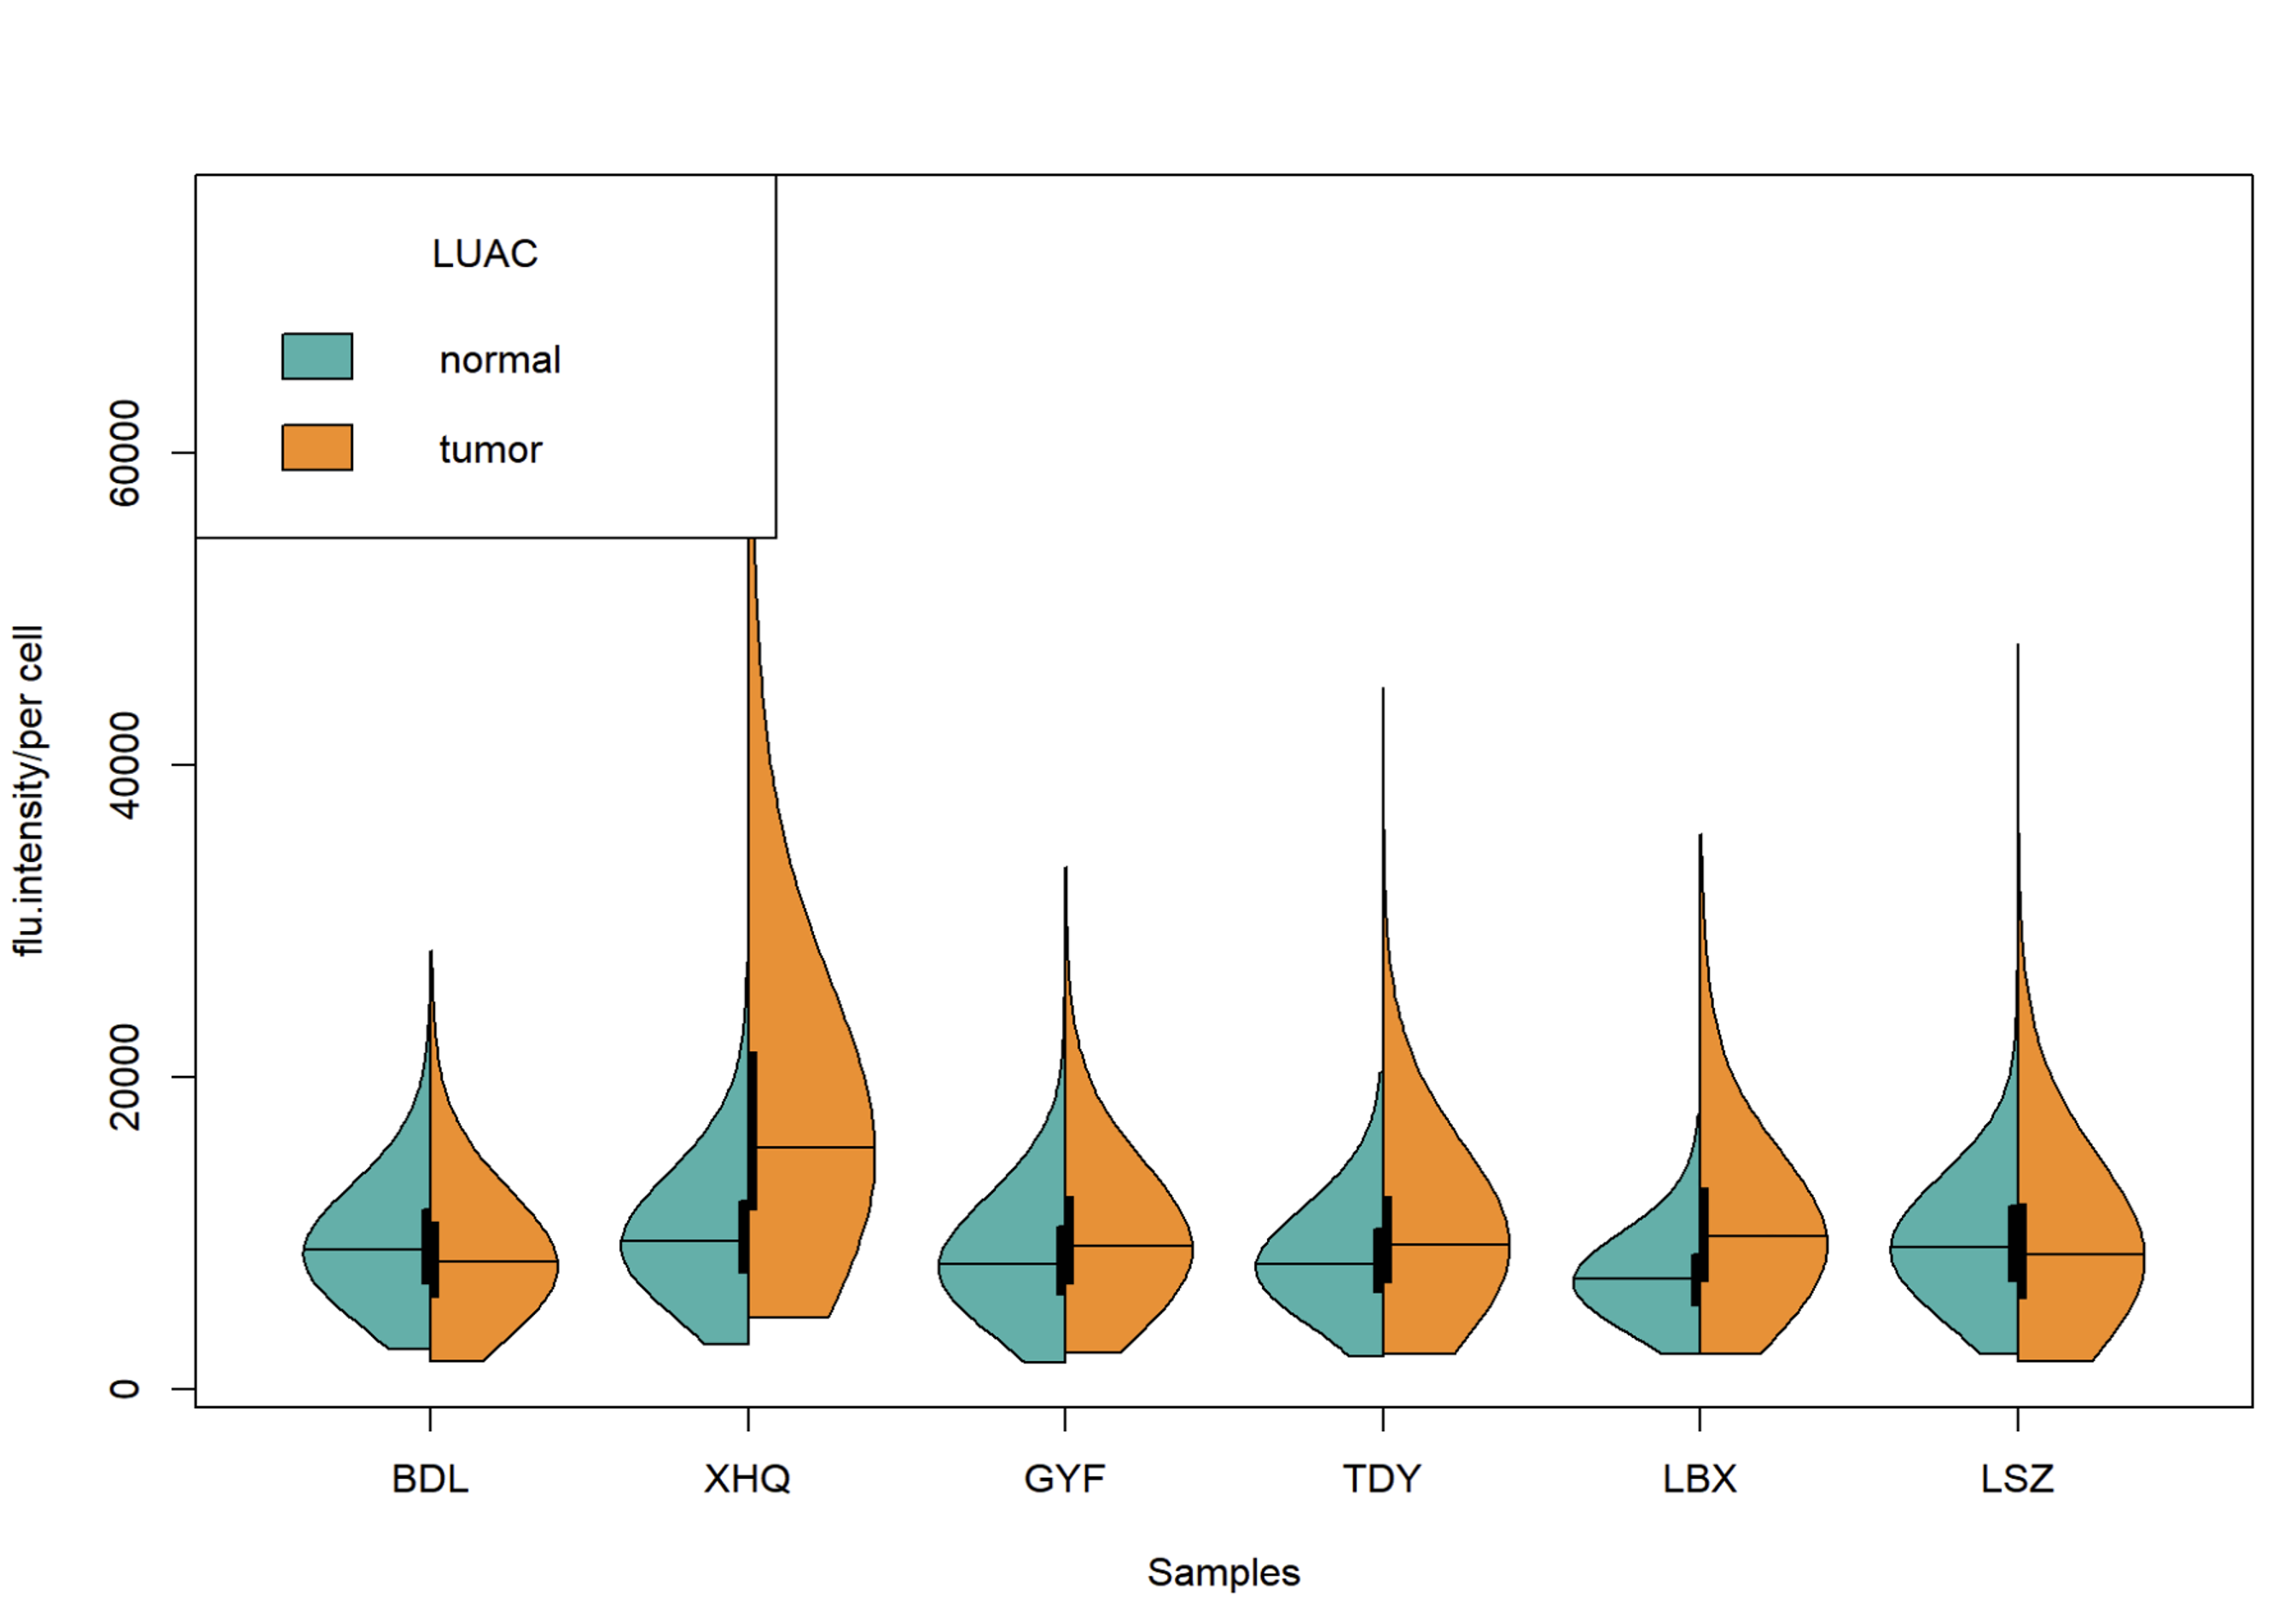 LUAC
normal
tumor
flu.intensity/per cell
60000
40000
20000
0
BDL XHQ GYF TDY LBX LSZ
Samples